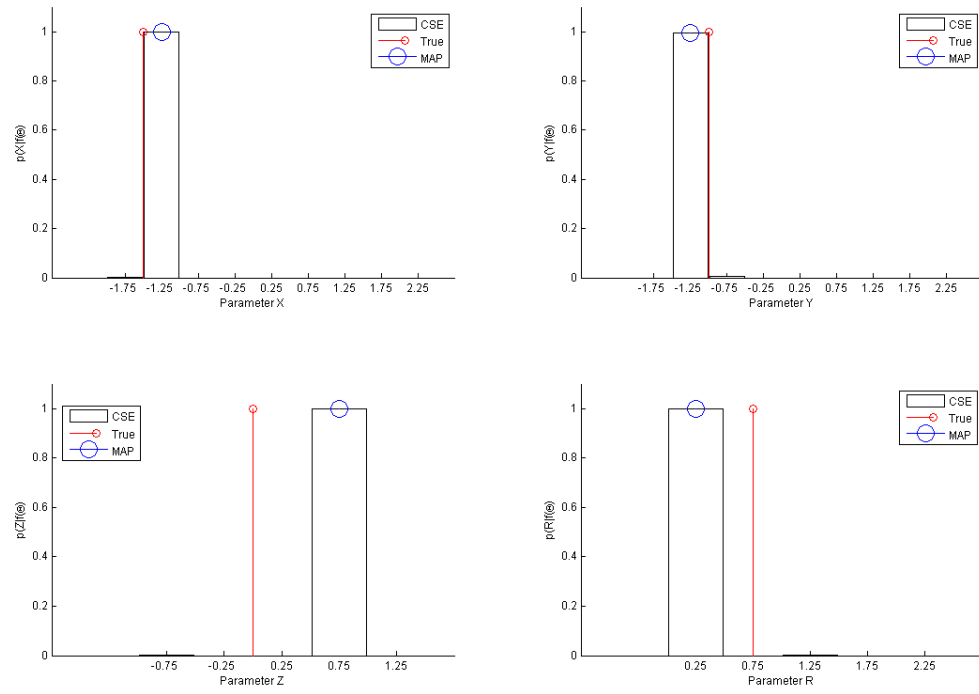 CSE
True
MAP
1
0.8
0.6
0.4
0.2
0
p(X|f(e)
-1.75 -1.25 -0.75 -0.25 0.25 0.75 1.25 1.75 2.25
Parameter X
CSE
True
MAP
1
0.8
0.6
0.4
0.2
0
p(Y|f(e)
-1.75 -1.25 -0.75 -0.25 0.25 0.75 1.25 1.75 2.25
Parameter Y
CSE
True
MAP
1
0.8
0.6
0.4
0.2
0
p(Z|f(e)
-0.75 -0.25 0.25 0.75 1.25
Parameter Z
CSE
True
MAP
1
0.8
0.6
0.4
0.2
0
p(R|f(e)
0.25 0.75 1.25 1.75 2.25
Parameter R